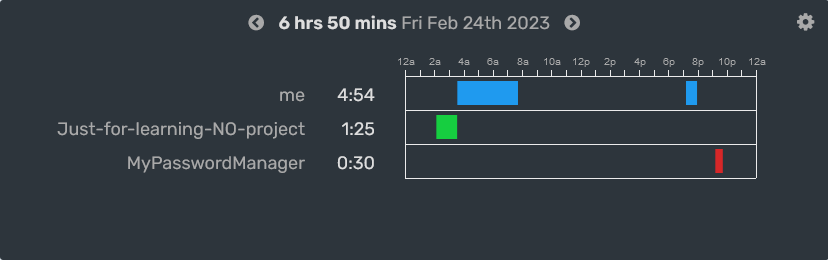 6 hrs 50 mins Fri Feb 24th 2023
12a 2a 4a 6a 8a 10a 12a 2p 4p 6p 8p 10p 12a
me 4:54
Just-for-learning-NO-project 1:25
MyPasswordManager 0:30